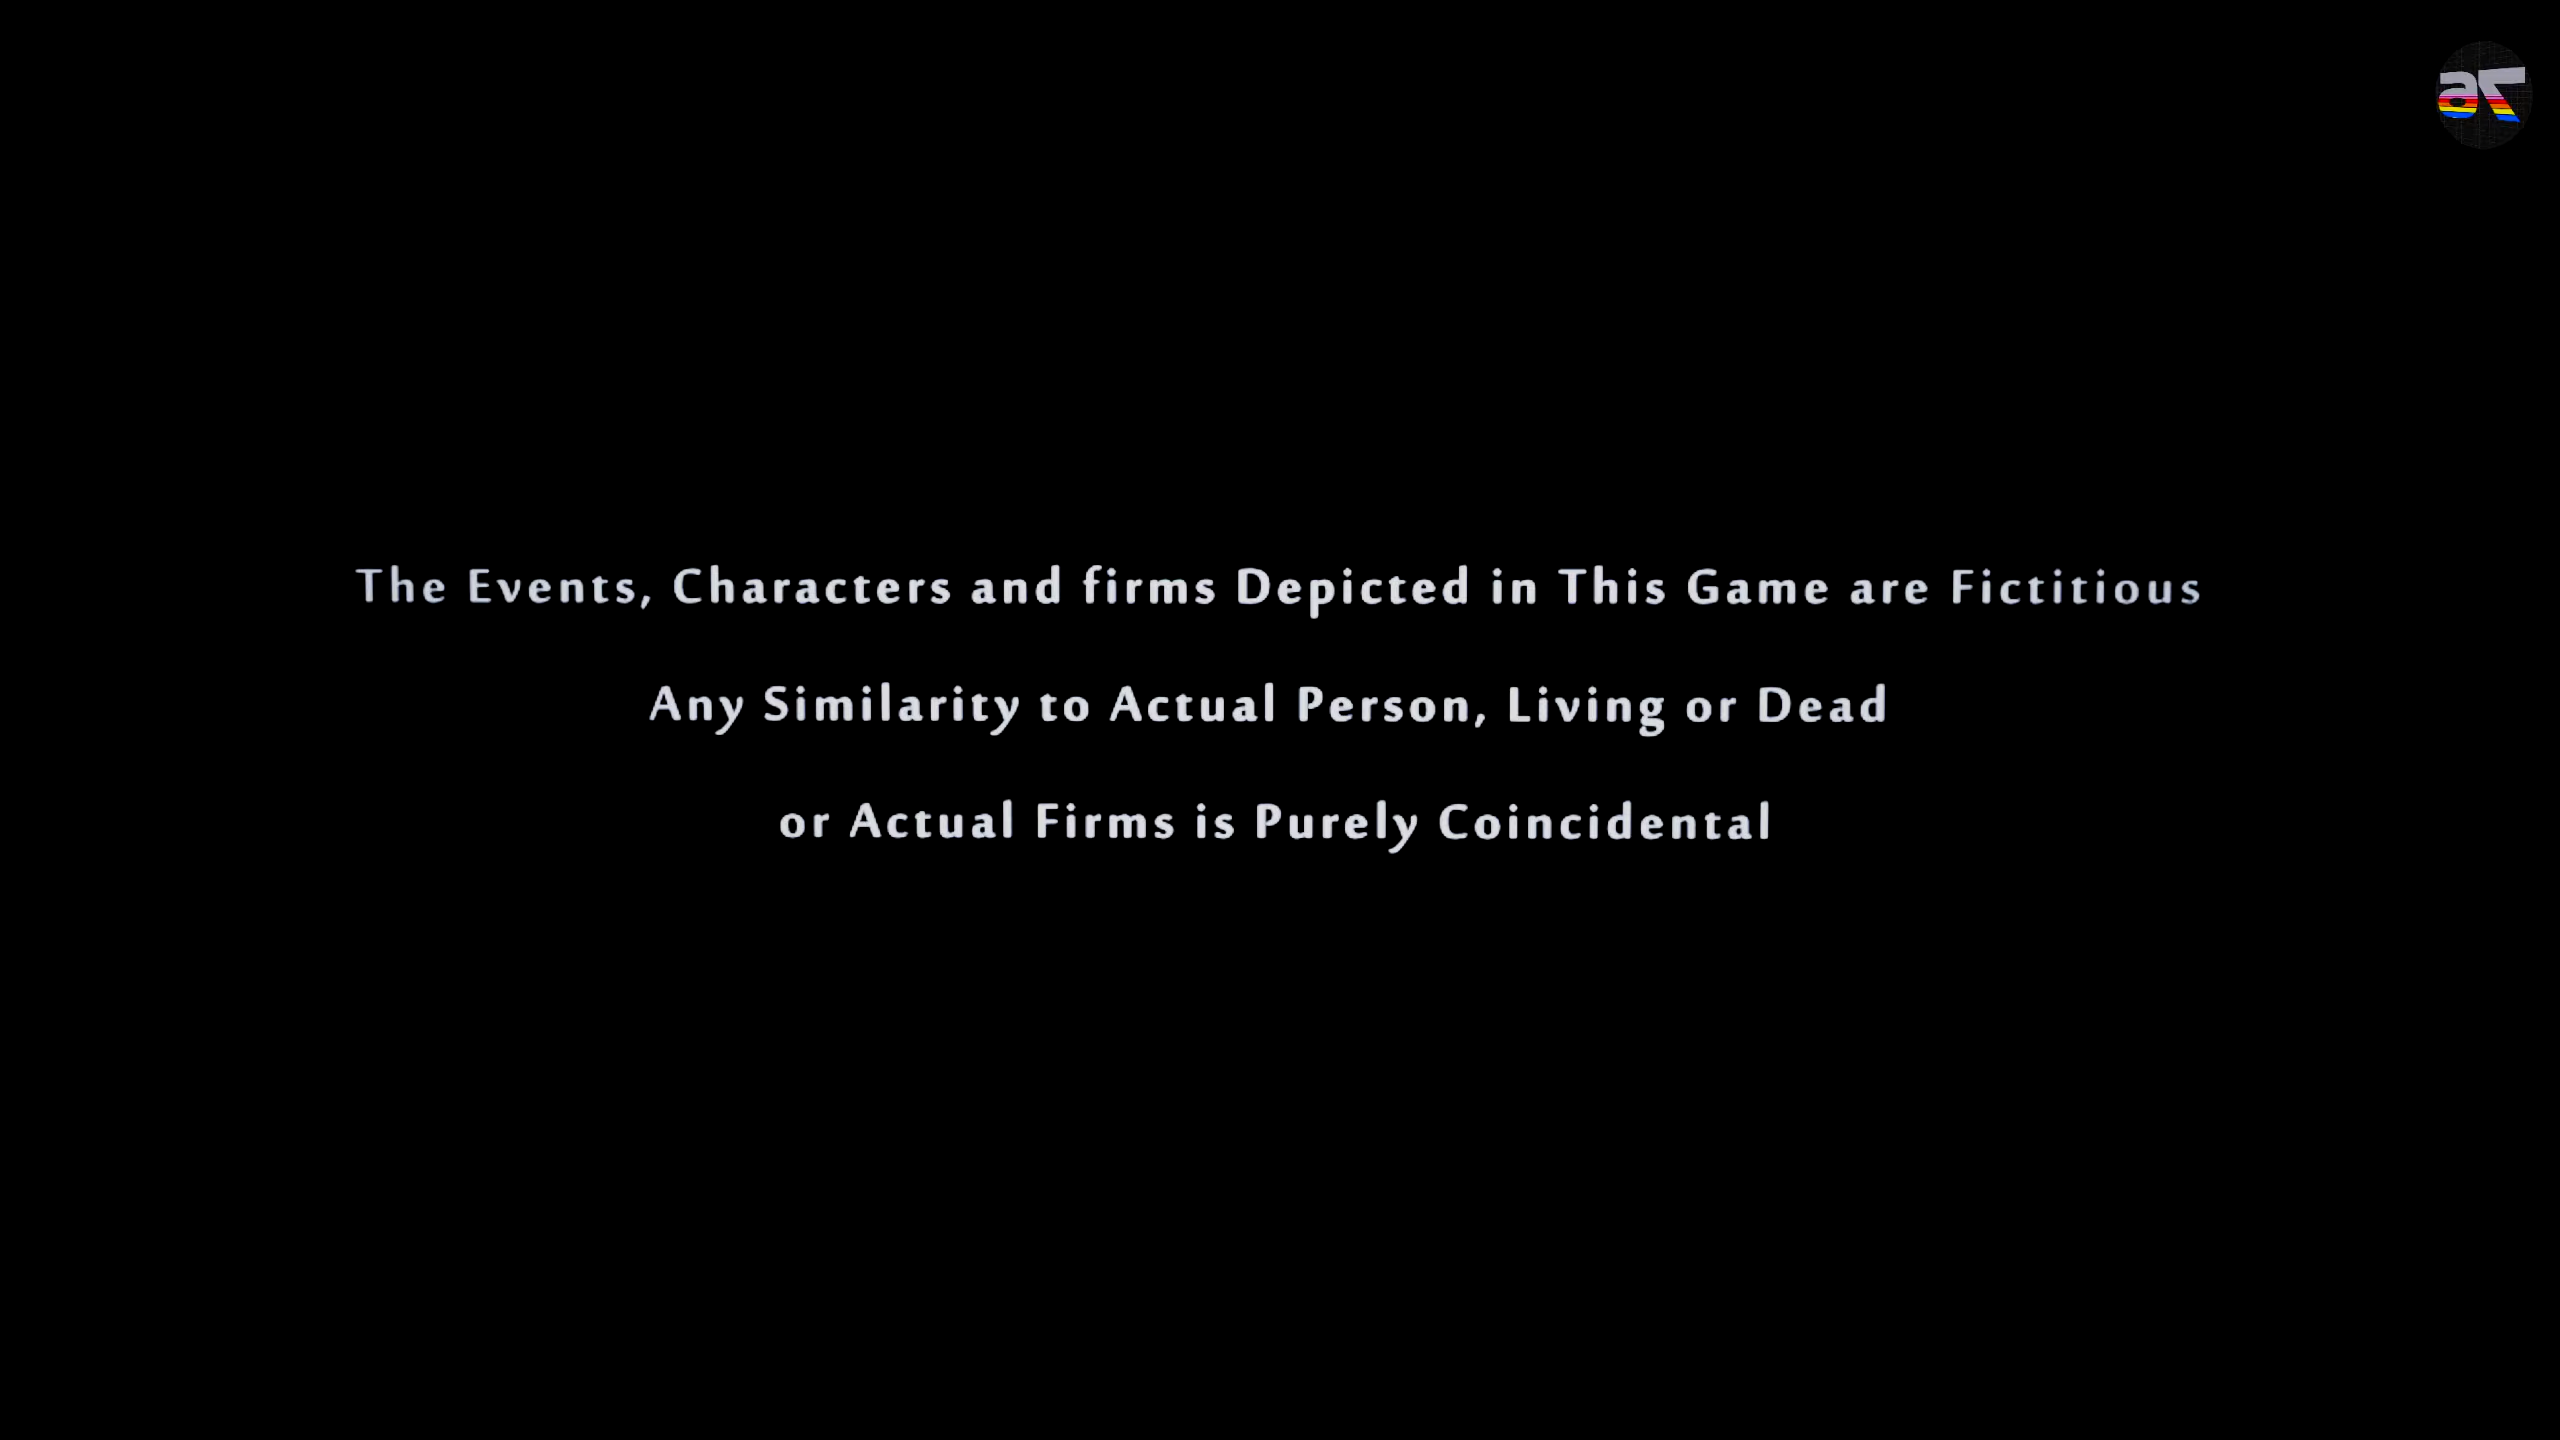 The Events, Characters and firms Depicted in This Game are Fictitious
Any Similarity to Actual Person, Living or Dead
or Actual Firms is Purely Coincidental